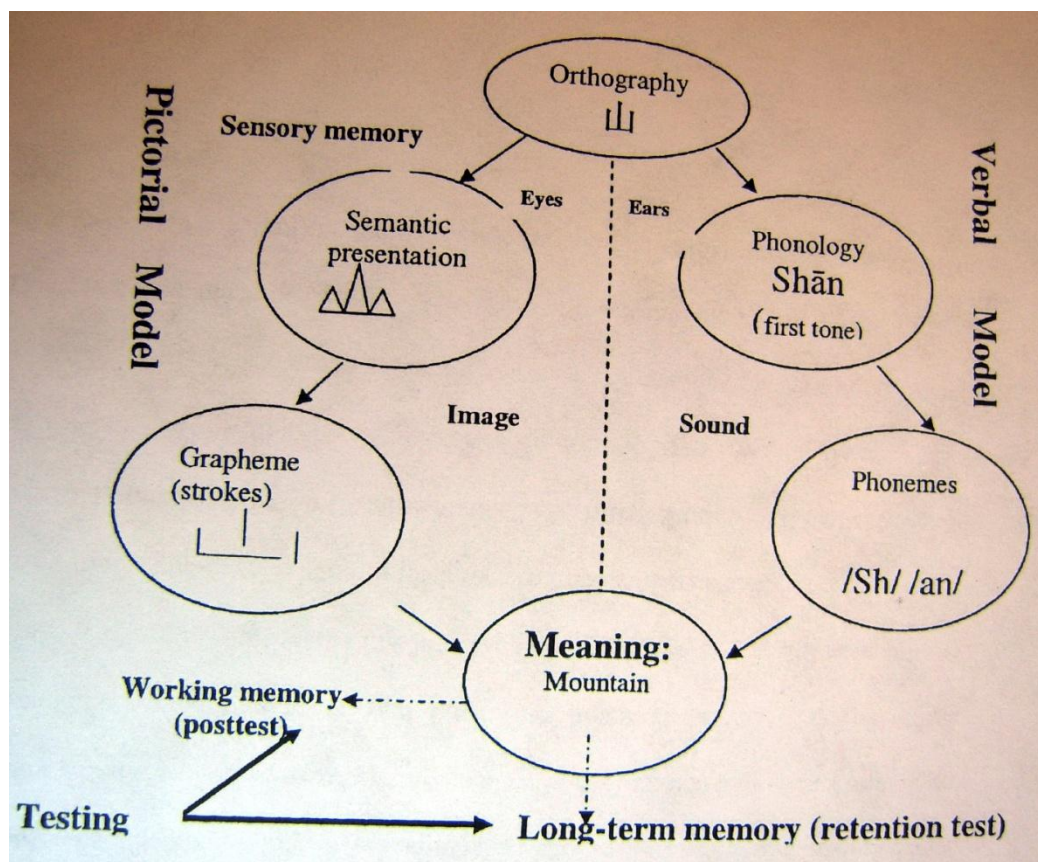 Orthography
山
Pictorial Model
Sensory memory
Verbal Model
Eyes
Ears
Semantic
presentation
Phonology
Shān
(first tone)
Image
Sound
Grapheme
(strokes)
Phonemes
/Sh/ /an/
Meaning:
Mountain
Working memory
(posttest)
Testing
Long-term memory (retention test)